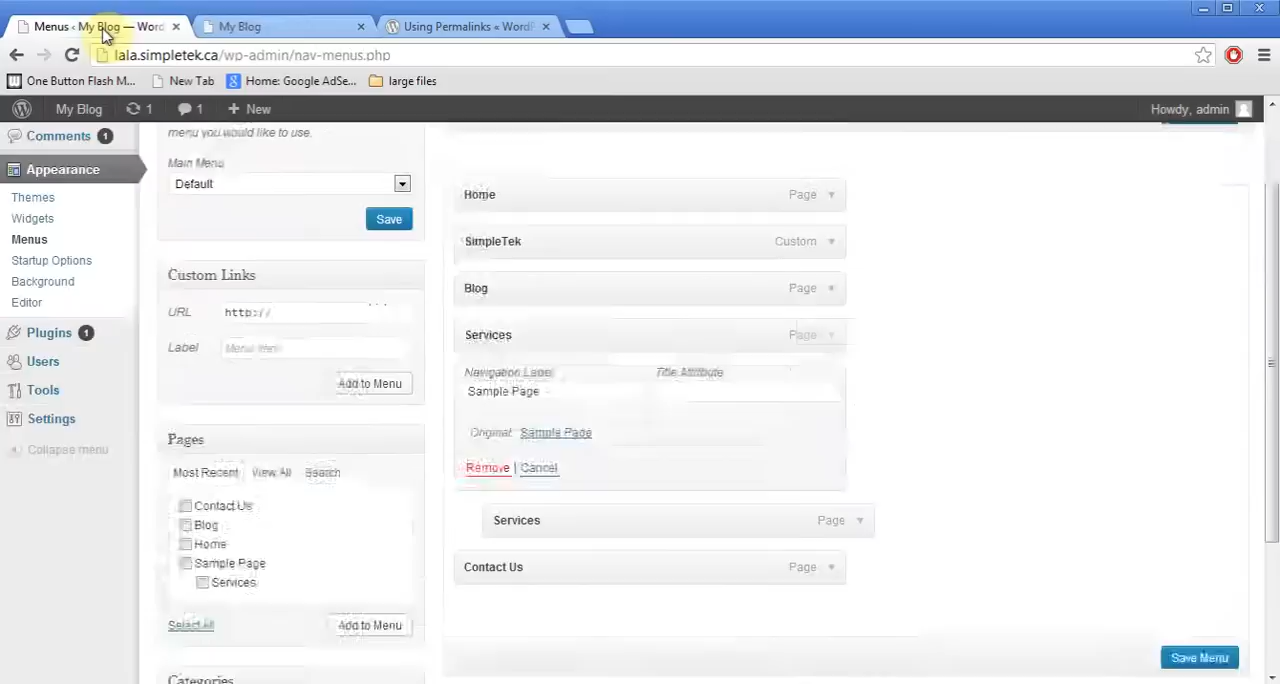 Menus ‹ My Blog — Word
My Blog
Using Permalinks « WordPr
lala.simpletek.ca/wp-admin/nav-menus.php
One Button Flash M...
New Tab
Home: Google AdSe...
large files
My Blog
1
1
+ New
Howdy, admin
Comments 1
Appearance
Themes
Widgets
Menus
Startup Options
Background
Editor
Plugins 1
Users
Tools
Settings
Collapse menu
menu you would like to use.
Main Menu
Default
Save
Custom Links
URL http://
Label Menu Item
Add to Menu
Pages
Most Recent View All Search
Contact Us
Blog
Home
Sample Page
Services
Select All
Add to Menu
Categories
Home Page
SimpleTek Custom
Blog Page
Services Page
Navigation Label Title Attribute
Sample Page
Original: Sample Page
Remove | Cancel
Services Page
Contact Us Page
Save Menu